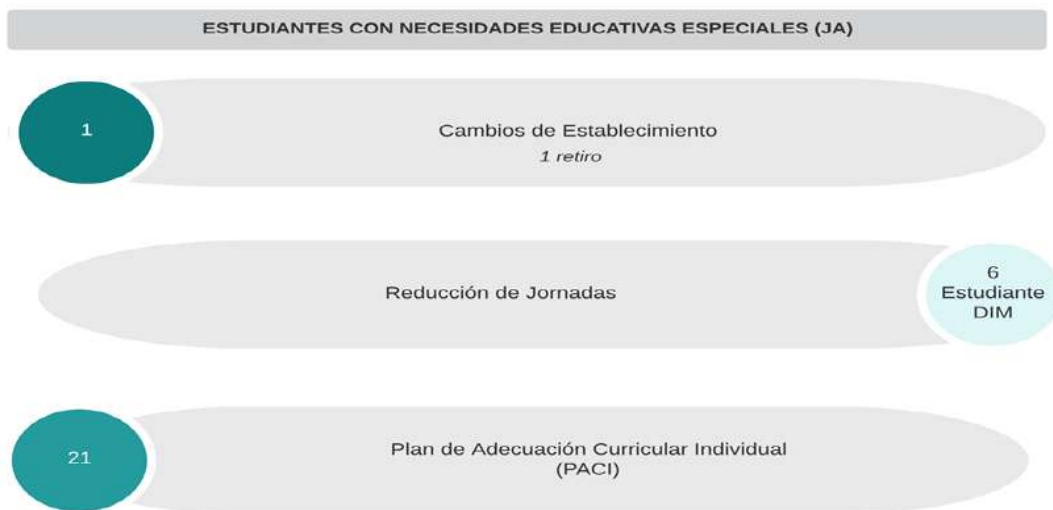 ESTUDIANTES CON NECESIDADES EDUCATIVAS ESPECIALES (JA)
1
Cambios de Establecimiento
1 retiro
Reducción de Jornadas
6
Estudiante
DIM
21
Plan de Adecuación Curricular Individual
(PACI)